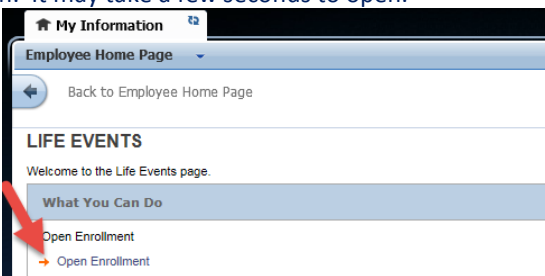 It may take a few seconds to open.
My Information
Employee Home Page
Back to Employee Home Page
LIFE EVENTS
Welcome to the Life Events page.
What You Can Do
Open Enrollment
Open Enrollment